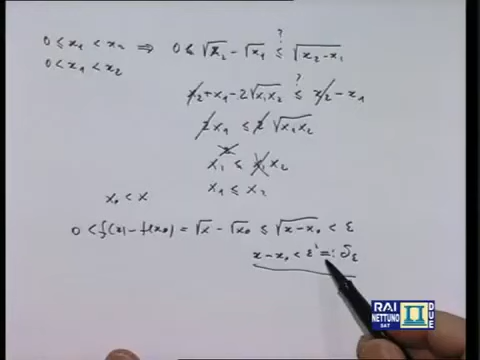 0 ≤ x₁ < x₂ ⇒ 0 ≤ √x₂ − √x₁ ≤? √(x₂ − x₁)
0 < x₁ < x₂
x₂ + x₁ − 2√(x₁x₂) ≤? x₂ − x₁
2x₁ ≤ 2√(x₁x₂)
x₁² ≤ x₁x₂
x₁ ≤ x₂
x₀ < x
0 < f(x) − f(x₀) = √x − √x₀ ≤ √(x − x₀) < ε
x − x₀ < ε² =: δ_ε
RAI
NETTUNO
SAT
DUE